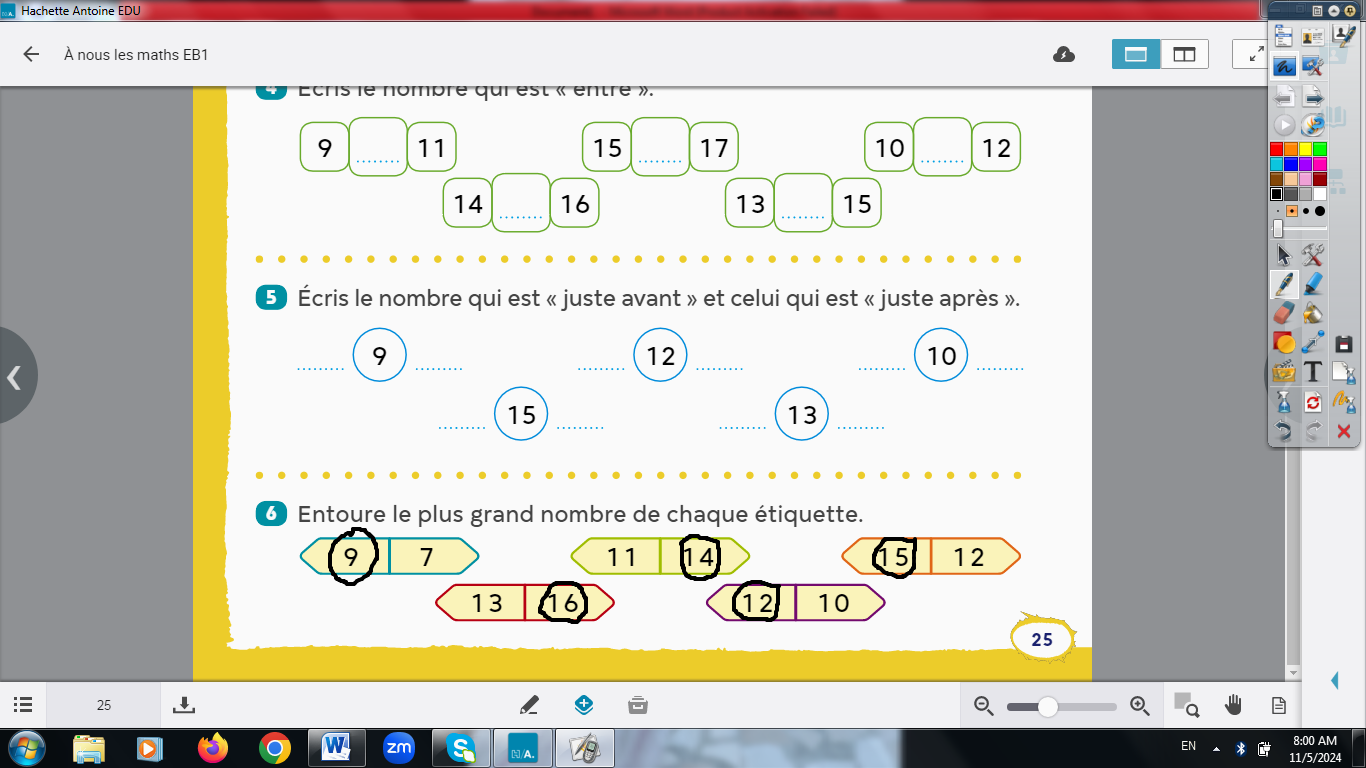 Hachette Antoine EDU
À nous les maths EB1
4 Écris le nombre qui est « entre ».
9 ........ 11 15 ........ 17 10 ........ 12
14 ........ 16 13 ........ 15
5 Écris le nombre qui est « juste avant » et celui qui est « juste après ».
......... 9 ......... ......... 12 ......... ......... 10 .........
......... 15 ......... ......... 13 .........
6 Entoure le plus grand nombre de chaque étiquette.
9 7 11 14 15 12
13 16 12 10
25
25
EN 8:00 AM
11/5/2024